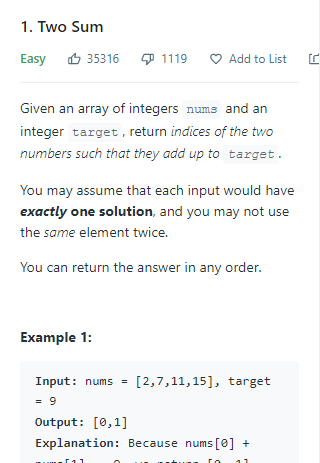 1. Two Sum
Easy 35316 1119 Add to List
Given an array of integers nums and an
integer target, return indices of the two
numbers such that they add up to target.
You may assume that each input would have
exactly one solution, and you may not use
the same element twice.
You can return the answer in any order.
Example 1:
Input: nums = [2,7,11,15], target
= 9
Output: [0,1]
Explanation: Because nums[0] +